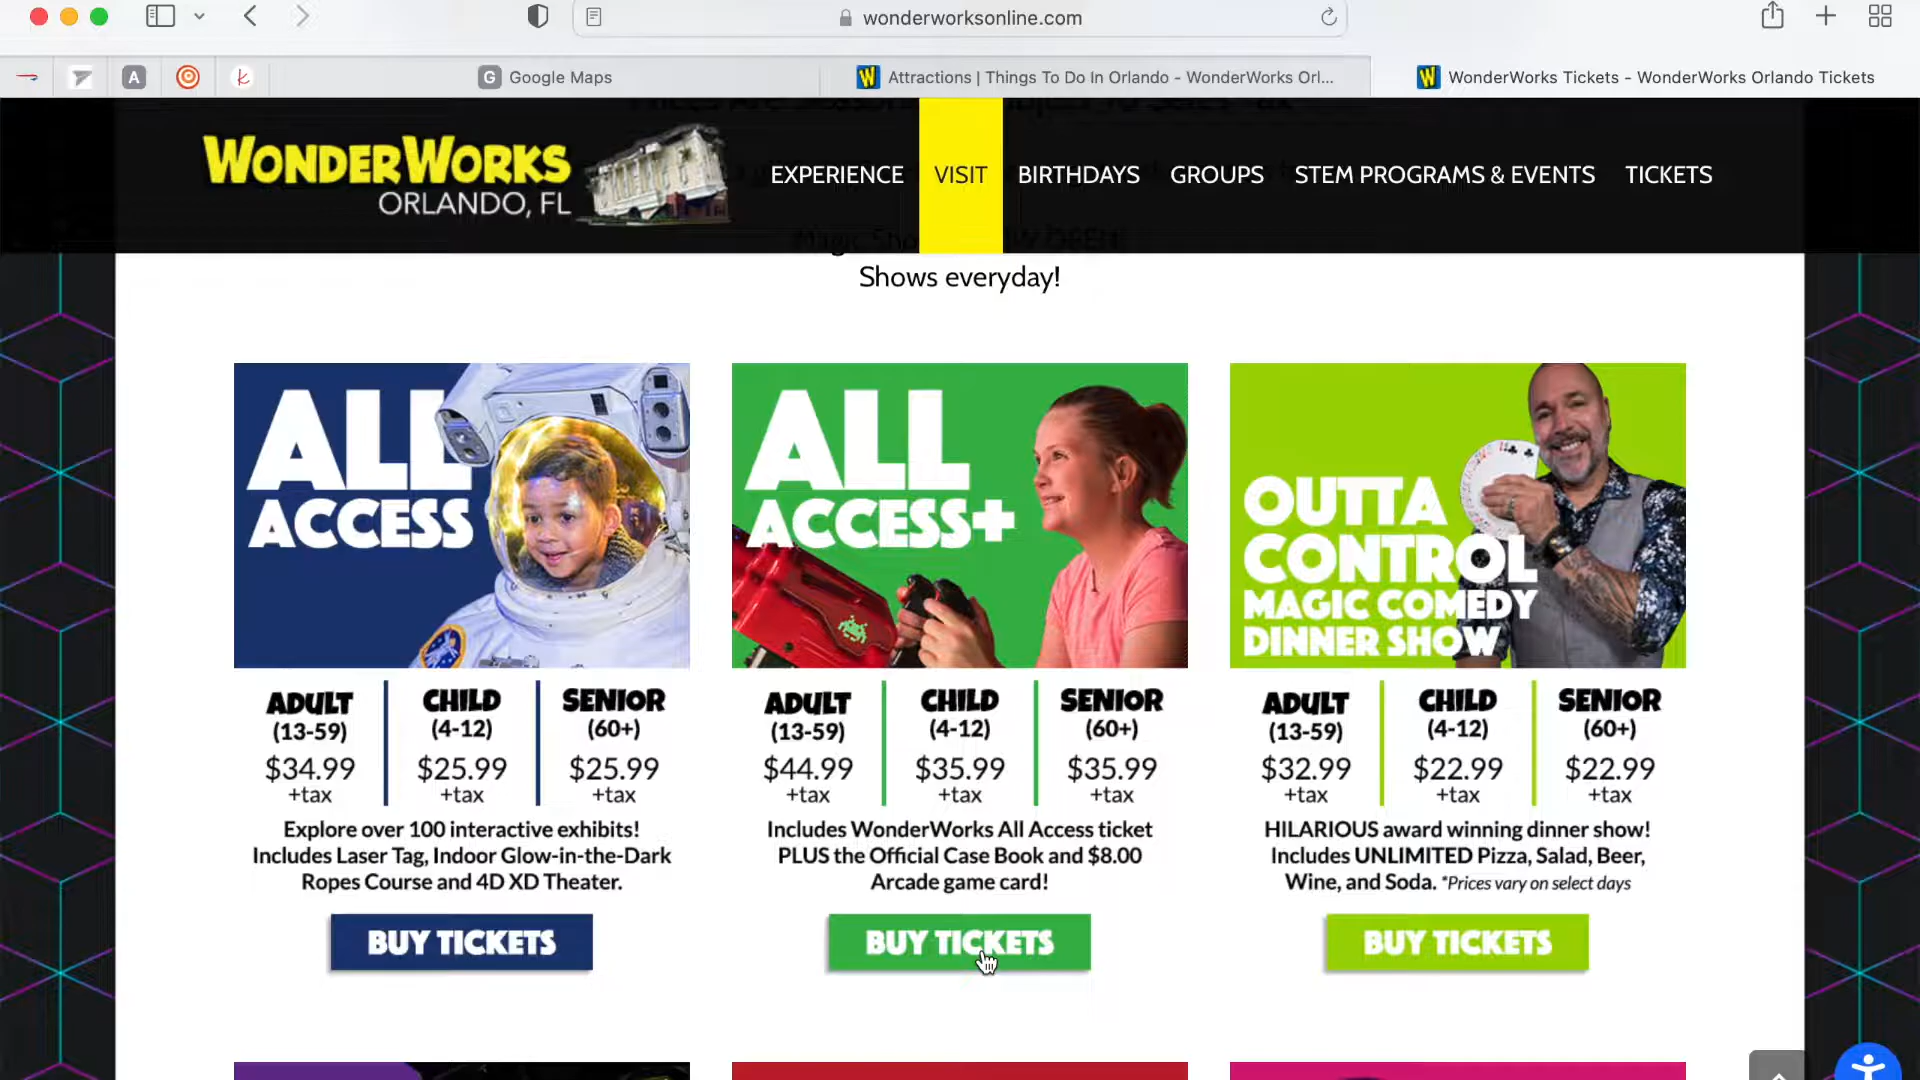 wonderworksonline.com
A
G Google Maps
Attractions | Things To Do In Orlando - WonderWorks Orl...
WonderWorks Tickets - WonderWorks Orlando Tickets
WONDERWORKS
ORLANDO, FL
EXPERIENCE
VISIT
BIRTHDAYS
GROUPS
STEM PROGRAMS & EVENTS
TICKETS
Shows everyday!
ALL
ACCESS
ADULT
(13-59)
$34.99
+tax
CHILD
(4-12)
$25.99
+tax
SENIOR
(60+)
$25.99
+tax
Explore over 100 interactive exhibits!
Includes Laser Tag, Indoor Glow-in-the-Dark
Ropes Course and 4D XD Theater.
BUY TICKETS
ALL
ACCESS+
ADULT
(13-59)
$44.99
+tax
CHILD
(4-12)
$35.99
+tax
SENIOR
(60+)
$35.99
+tax
Includes WonderWorks All Access ticket
PLUS the Official Case Book and $8.00
Arcade game card!
BUY TICKETS
OUTTA
CONTROL
MAGIC COMEDY
DINNER SHOW
ADULT
(13-59)
$32.99
+tax
CHILD
(4-12)
$22.99
+tax
SENIOR
(60+)
$22.99
+tax
HILARIOUS award winning dinner show!
Includes UNLIMITED Pizza, Salad, Beer,
Wine, and Soda. *Prices vary on select days
BUY TICKETS